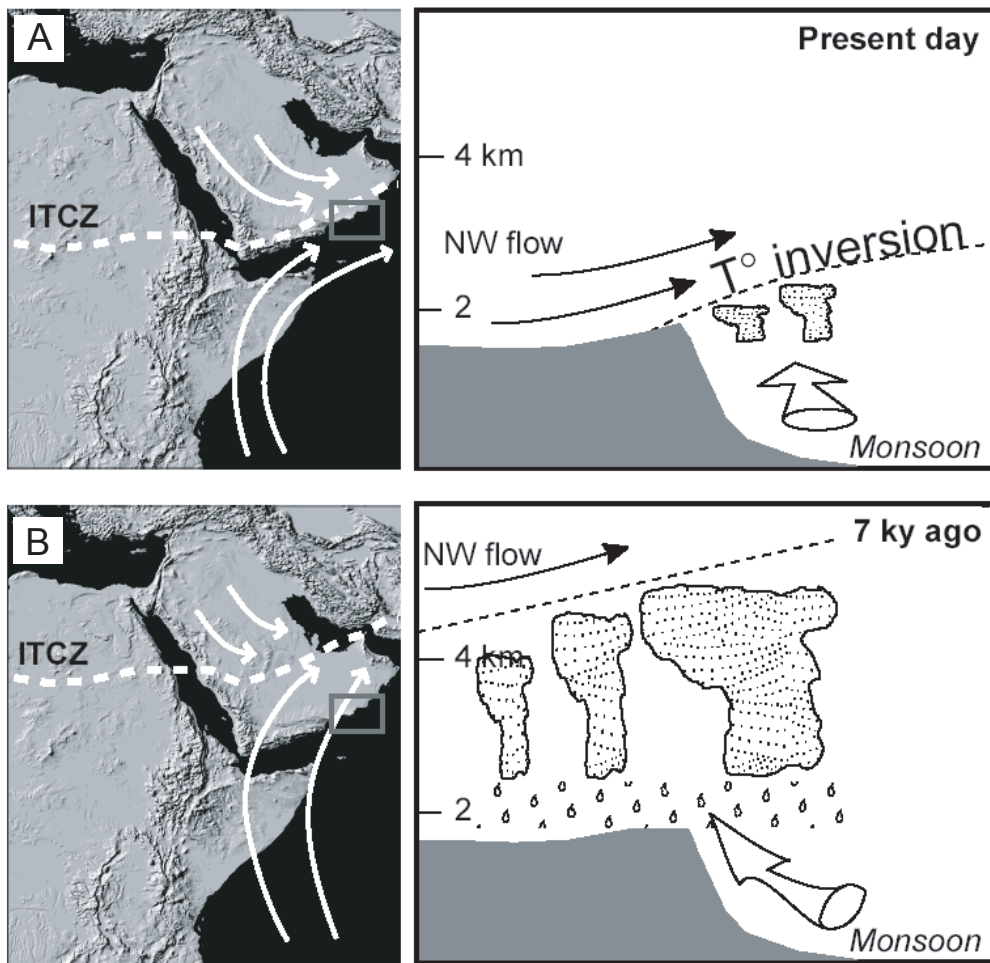 A
ITCZ
Present day
4 km
NW flow
T° inversion
2
Monsoon
B
ITCZ
7 ky ago
NW flow
4 km
2
Monsoon